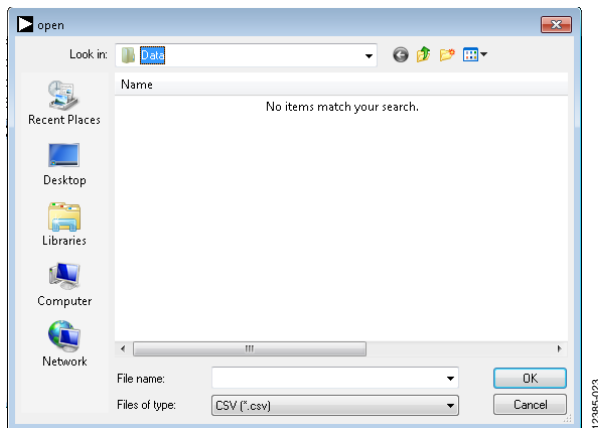 open
Look in:
Data
Name
No items match your search.
Recent Places
Desktop
Libraries
Computer
Network
File name:
OK
Files of type:
CSV (*.csv)
Cancel
12385-023